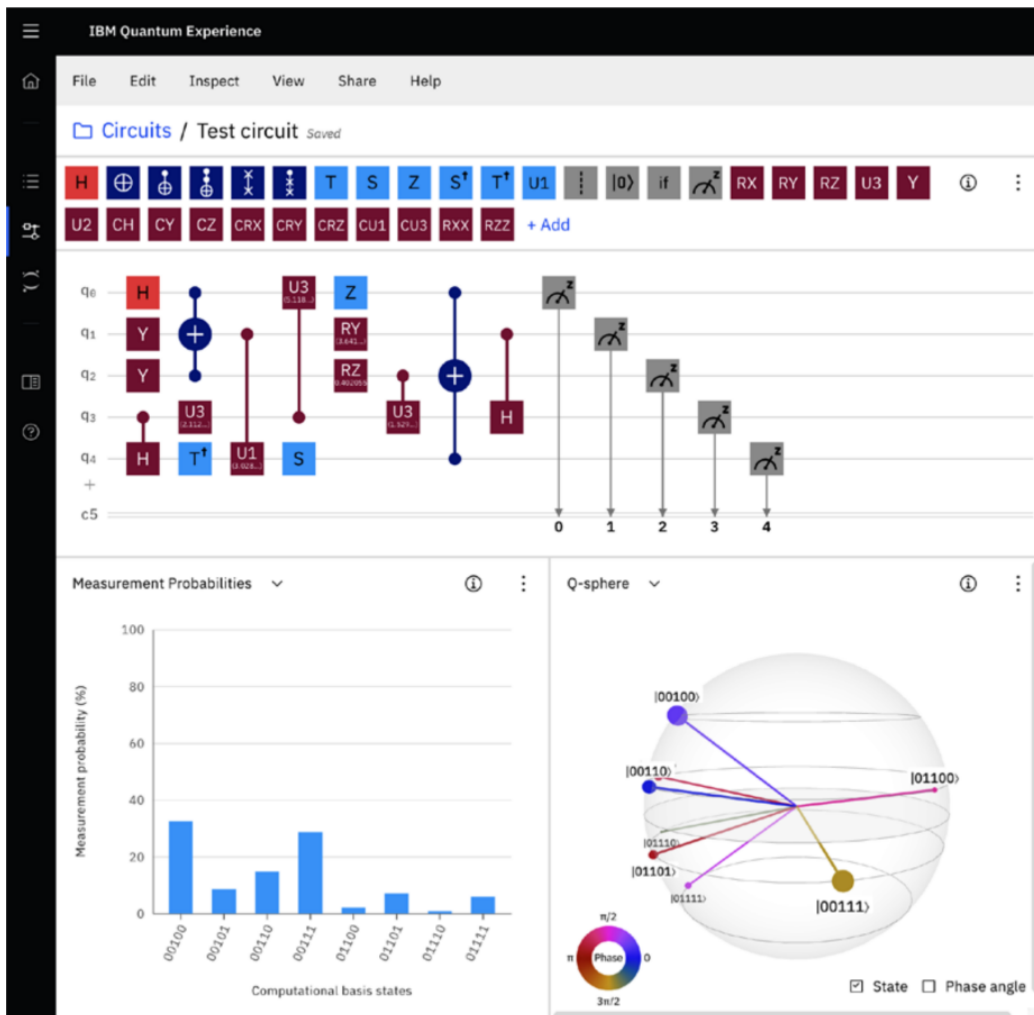 IBM Quantum Experience
File Edit Inspect View Share Help
Circuits / Test circuit Saved
H T S Z S† T† U1 |0⟩ if z RX RY RZ U3 Y
U2 CH CY CZ CRX CRY CRZ CU1 CU3 RXX RZZ + Add
q0 H U3 Z z
q1 Y RY z
q2 Y RZ z
q3 U3 U3 H z
q4 H T† U1 S z
+
c5 0 1 2 3 4
Measurement Probabilities
Measurement probability (%)
100
80
60
40
20
0
00100 00101 00110 00111 01100 01101 01110 01111
Computational basis states
Q-sphere
|00100⟩
|00110⟩
|01100⟩
|01110⟩
|01101⟩
|01111⟩
|00111⟩
π/2
π Phase 0
3π/2
State Phase angle